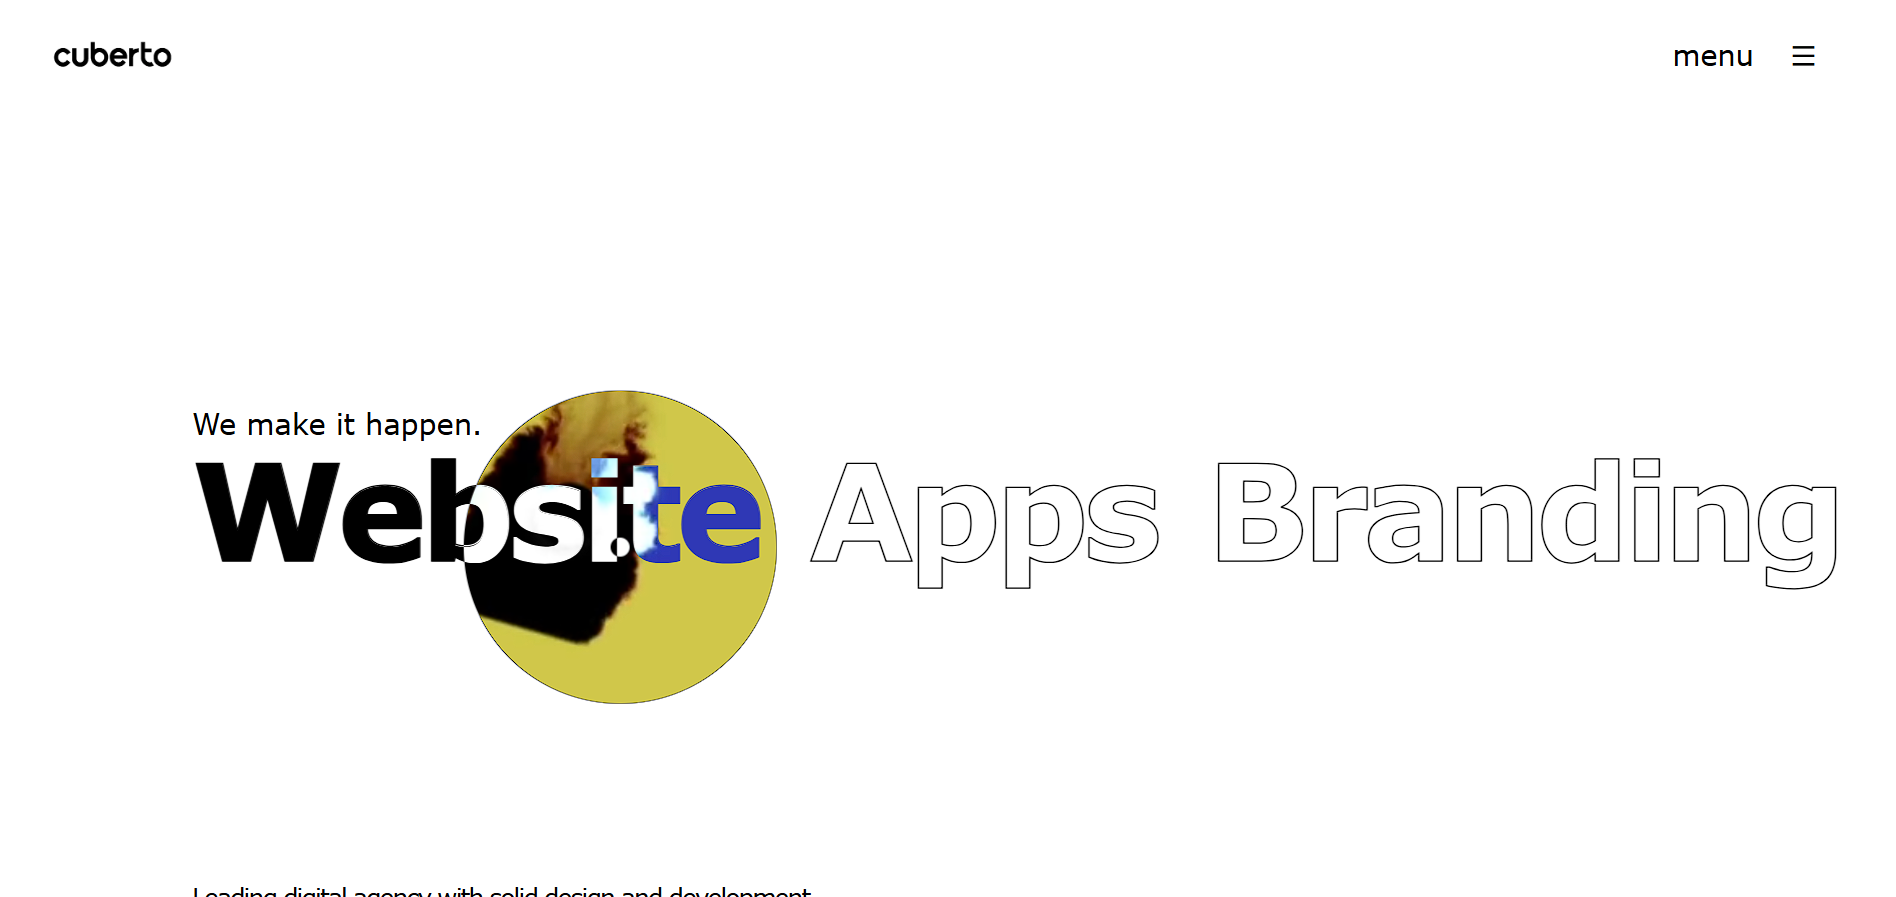 cuberto
menu
We make it happen.
Website Apps Branding
Leading digital agency with solid design and development